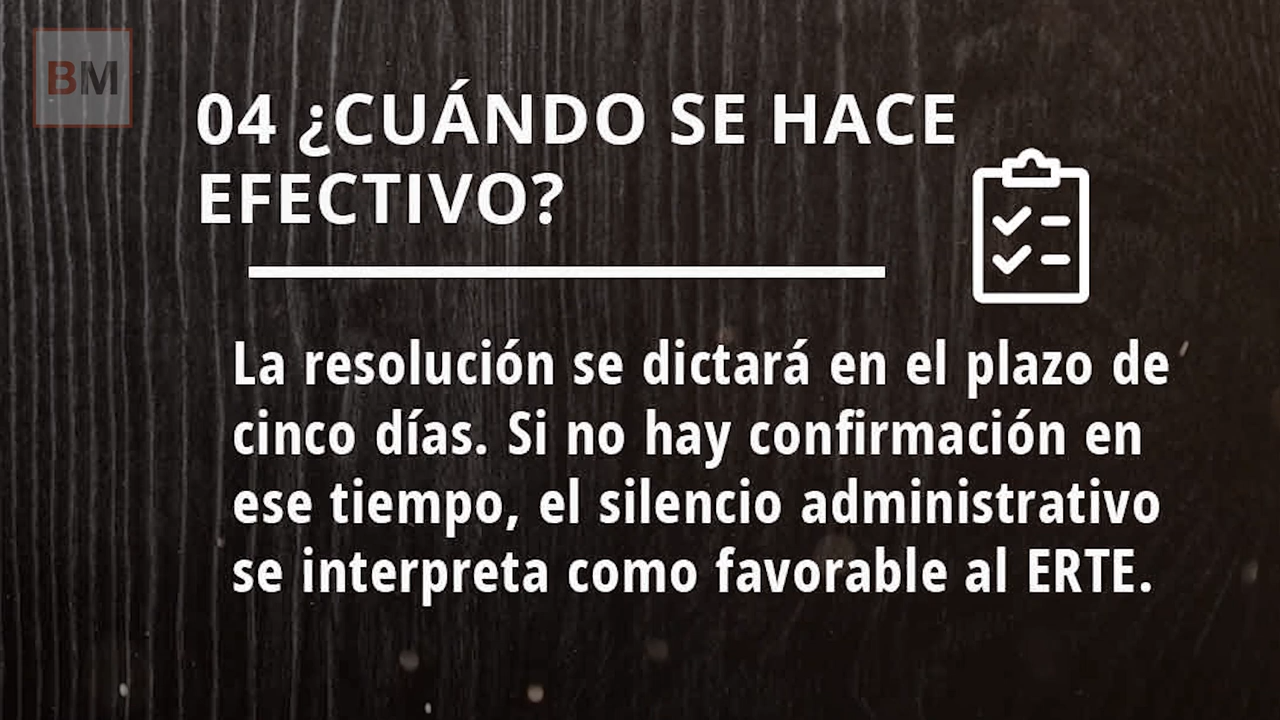 BM
04 ¿CUÁNDO SE HACE
EFECTIVO?
La resolución se dictará en el plazo de
cinco días. Si no hay confirmación en
ese tiempo, el silencio administrativo
se interpreta como favorable al ERTE.